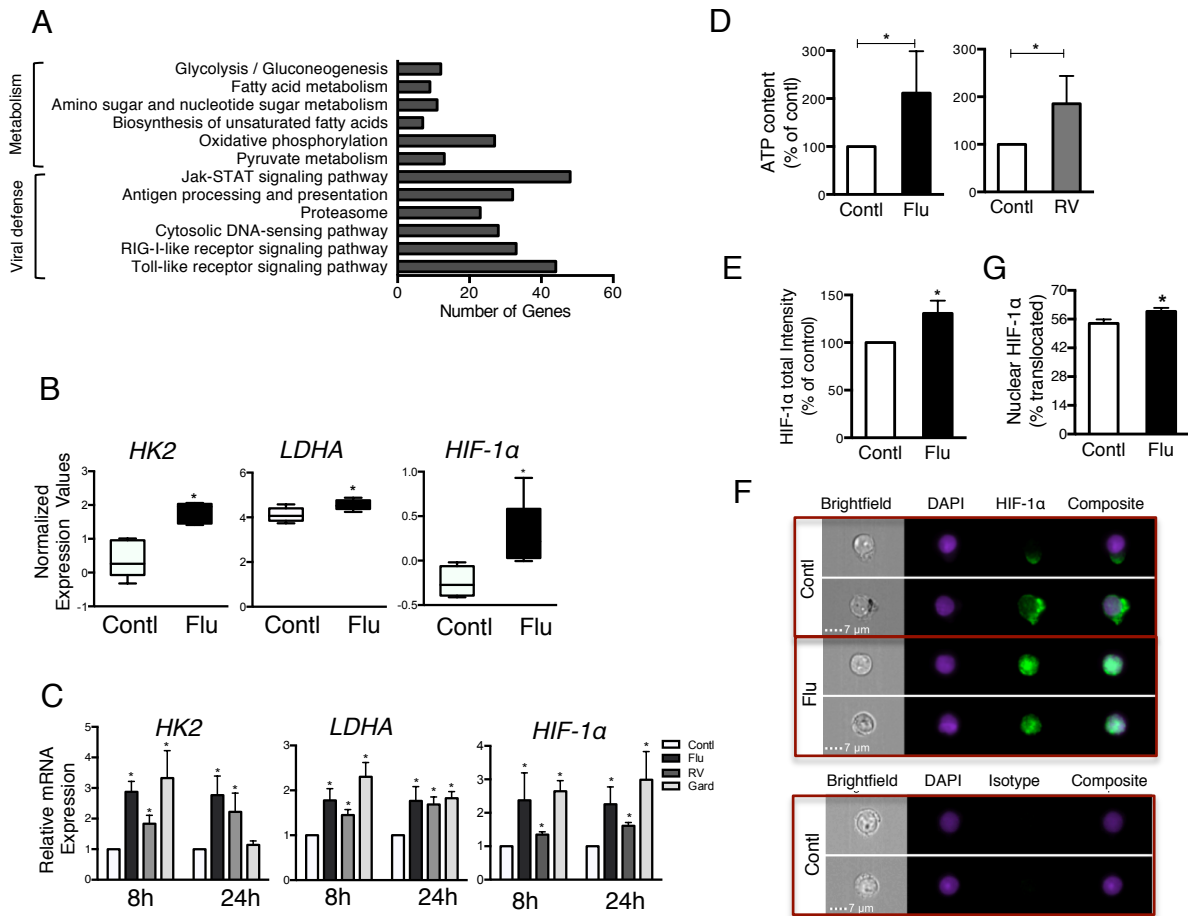 A
Metabolism
Glycolysis / Gluconeogenesis
Fatty acid metabolism
Amino sugar and nucleotide sugar metabolism
Biosynthesis of unsaturated fatty acids
Oxidative phosphorylation
Pyruvate metabolism
Viral defense
Jak-STAT signaling pathway
Antigen processing and presentation
Proteasome
Cytosolic DNA-sensing pathway
RIG-I-like receptor signaling pathway
Toll-like receptor signaling pathway
0 20 40 60
Number of Genes
B
Normalized
Expression Values
HK2
3
2
1
0
-1
*
Contl Flu
LDHA
6
4
2
0
*
Contl Flu
HIF-1α
1.0
0.5
0.0
-0.5
*
Contl Flu
C
Relative mRNA
Expression
HK2
5
4
3
2
1
0
* * * * *
8h 24h
LDHA
3
2
1
0
* * * * * *
8h 24h
HIF-1α
4
3
2
1
0
* * * * * *
8h 24h
Contl
Flu
RV
Gard
D
ATP content
(% of contl)
300
200
100
0
*
Contl Flu
300
200
100
0
*
Contl RV
E
HIF-1α total Intensity
(% of control)
150
100
50
0
*
Contl Flu
G
Nuclear HIF-1α
(% translocated)
70
56
42
28
14
0
*
Contl Flu
F
Brightfield DAPI HIF-1α Composite
Contl
7 µm
Flu
7 µm
Brightfield DAPI Isotype Composite
Contl
7 µm